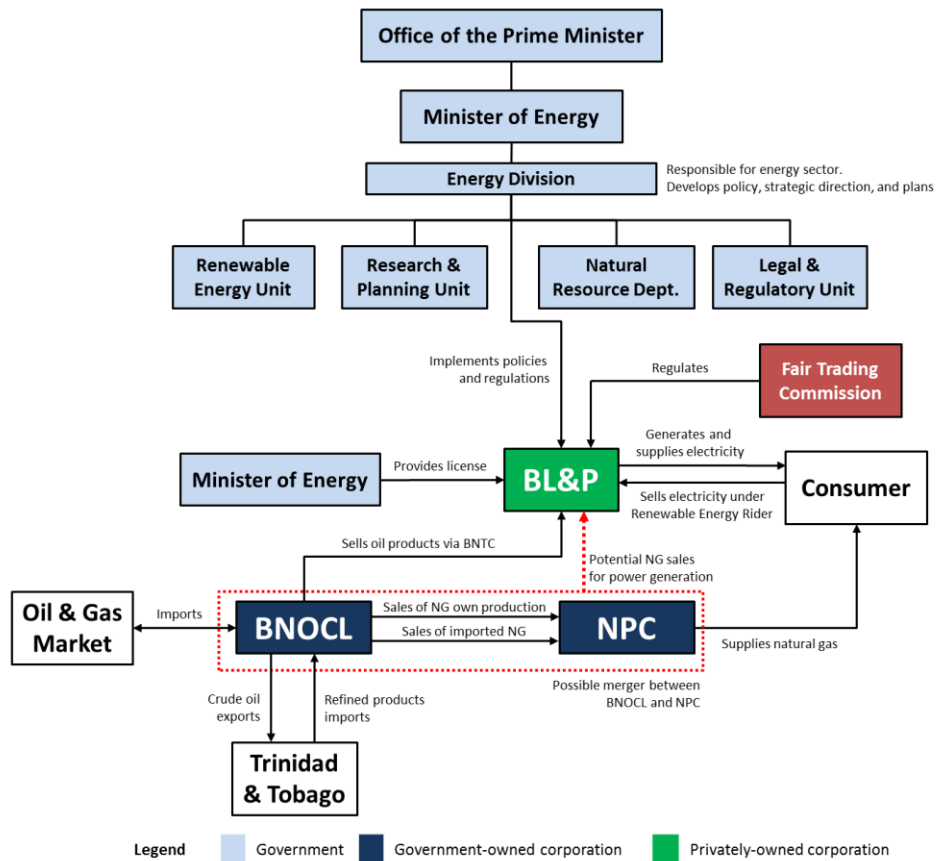 Office of the Prime Minister
Minister of Energy
Energy Division
Responsible for energy sector.
Develops policy, strategic direction, and plans
Renewable
Energy Unit
Research &
Planning Unit
Natural
Resource Dept.
Legal &
Regulatory Unit
Implements policies
and regulations
Regulates
Fair Trading
Commission
Minister of Energy
Provides license
BL&P
Generates and
supplies electricity
Sells electricity under
Renewable Energy Rider
Consumer
Sells oil products via BNTC
Potential NG sales
for power generation
Oil & Gas
Market
Imports
BNOCL
Sales of NG own production
Sales of imported NG
NPC
Supplies natural gas
Possible merger between
BNOCL and NPC
Crude oil
exports
Refined products
imports
Trinidad
& Tobago
Legend
Government
Government-owned corporation
Privately-owned corporation